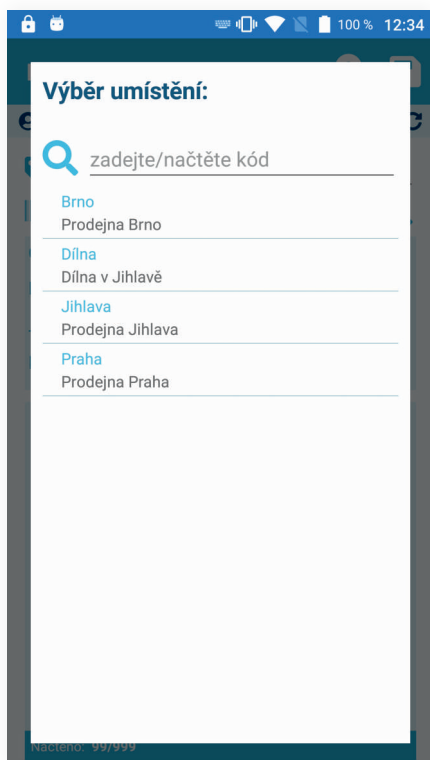 100 % 12:34
Výběr umístění:
zadejte/načtěte kód
Brno
Prodejna Brno
Dílna
Dílna v Jihlavě
Jihlava
Prodejna Jihlava
Praha
Prodejna Praha
Načteno: 99/999